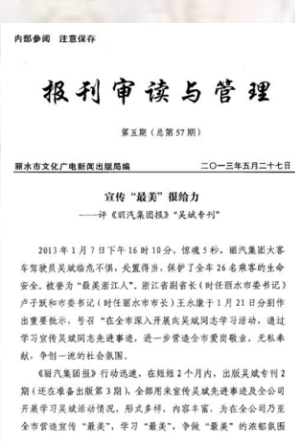 内部参阅 注意保存
报刊审读与管理
第五期（总第57期）
丽水市文化广电新闻出版局编 二〇一三年五月二十七日
宣传“最美”很给力
——评《丽汽集团报》“吴斌专刊”
2013年1月7日下午16时10分，惊魂5秒，丽汽集团大客
车驾驶员吴斌临危不惧，处置得当，保护了全车26名乘客的生命
安全，被誉为“最美浙江人”。浙江省副省长（时任丽水市委书记）
卢子跃和市委书记（时任丽水市市长）王永康于1月21日分别作
出重要批示，号召“在全市深入开展向吴斌同志学习活动，通过
学习宣传吴斌同志先进事迹，进一步营造全市爱岗敬业，无私奉
献，争创一流的社会氛围。
《丽汽集团报》行动迅速，在短短2个月内，出版吴斌专刊2
期（还在准备出版第3期），全部用来宣传吴斌先进事迹及全公司
开展学习吴斌活动情况，形式多样，内容丰富，为在全公司乃至
全市营造宣传“最美”，学习“最美”，争做“最美”的浓郁氛围